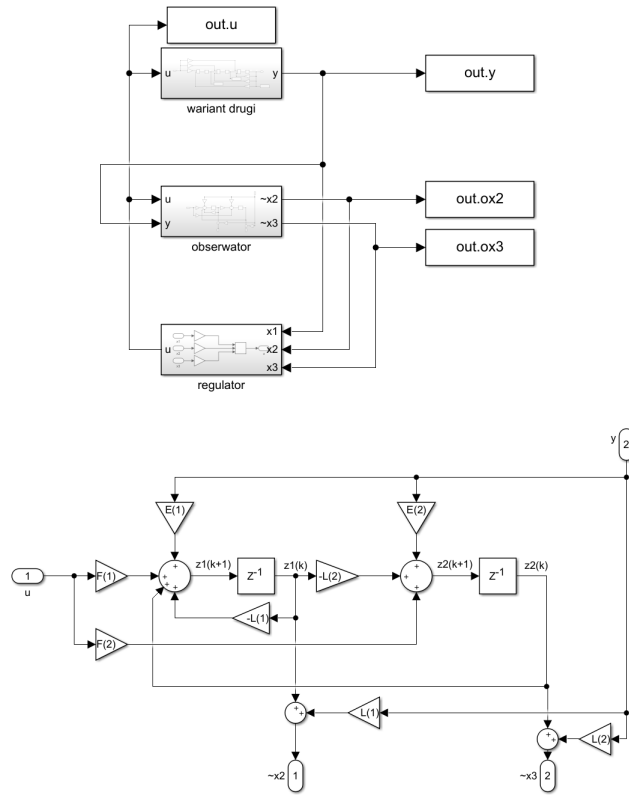 out.u
u
y
wariant drugi
out.y
u
y
~x2
~x3
obserwator
out.ox2
out.ox3
u
x1
x2
x3
regulator
y
2
E(1)
E(2)
1
u
F(1)
+
+
+
+
z1(k+1)
Z-1
z1(k)
-L(2)
+
+
+
z2(k+1)
Z-1
z2(k)
-L(1)
F(2)
+
+
L(1)
+
+
L(2)
~x2
1
~x3
2